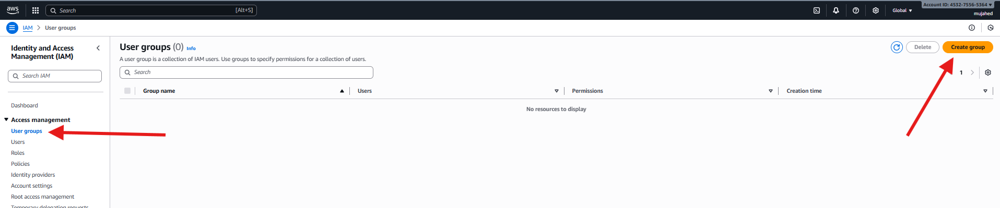 aws
Search
[Alt+S]
Global
Account ID: 4532-7556-5364
mujahed
IAM
User groups
Identity and Access
Management (IAM)
Search IAM
Dashboard
Access management
User groups
Users
Roles
Policies
Identity providers
Account settings
Root access management
Temporary delegation requests
User groups (0) Info
A user group is a collection of IAM users. Use groups to specify permissions for a collection of users.
Delete
Create group
Search
1
Group name
Users
Permissions
Creation time
No resources to display